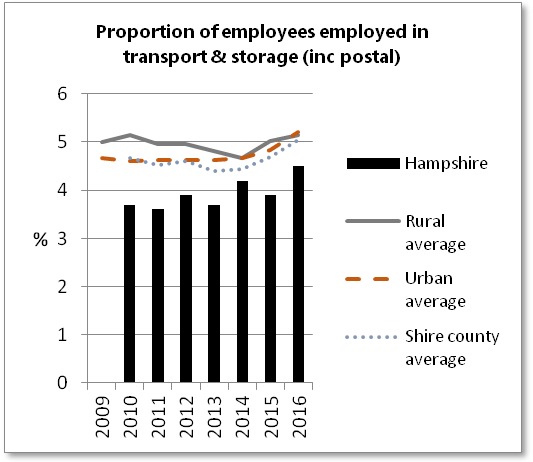 Proportion of employees employed in
transport & storage (inc postal)
6
5
4
3
2
1
0
%
2009
2010
2011
2012
2013
2014
2015
2016
Hampshire
Rural
average
Urban
average
Shire county
average